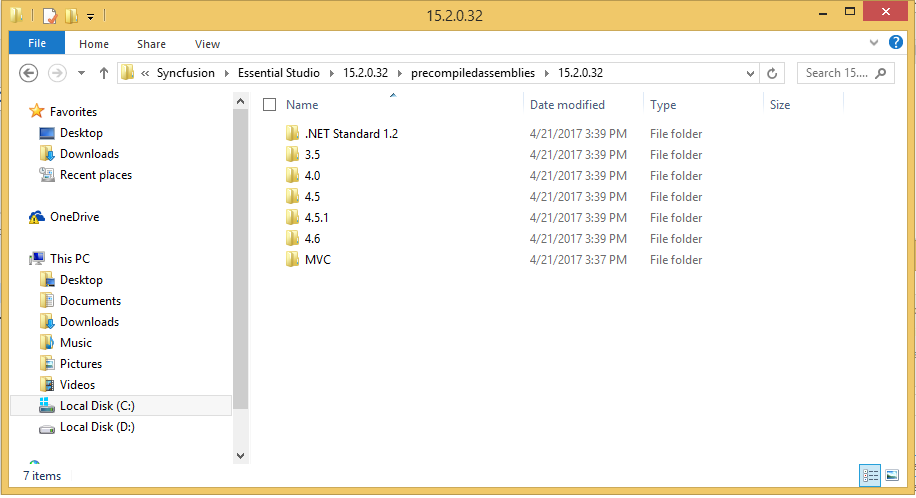 15.2.0.32
File Home Share View
« Syncfusion Essential Studio 15.2.0.32 precompiledassemblies 15.2.0.32 Search 15....
Name Date modified Type Size
Favorites
Desktop
Downloads
Recent places
OneDrive
This PC
Desktop
Documents
Downloads
Music
Pictures
Videos
Local Disk (C:)
Local Disk (D:)
.NET Standard 1.2 4/21/2017 3:39 PM File folder
3.5 4/21/2017 3:39 PM File folder
4.0 4/21/2017 3:39 PM File folder
4.5 4/21/2017 3:39 PM File folder
4.5.1 4/21/2017 3:39 PM File folder
4.6 4/21/2017 3:39 PM File folder
MVC 4/21/2017 3:37 PM File folder
7 items